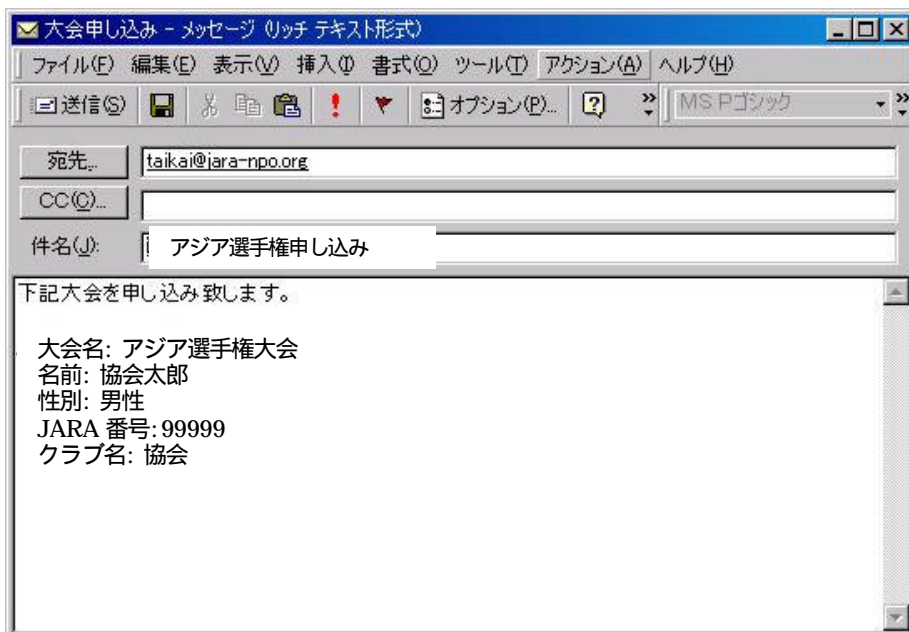 大会申し込み - メッセージ (リッチ テキスト形式)
ファイル(F) 編集(E) 表示(V) 挿入(I) 書式(O) ツール(T) アクション(A) ヘルプ(H)
送信(S) オプション(P)... MS Pゴシック
宛先... taikai@jara-npo.org
CC(C)...
件名(J): アジア選手権申し込み
下記大会を申し込み致します。
大会名: アジア選手権大会
名前: 協会太郎
性別: 男性
JARA 番号: 99999
クラブ名: 協会